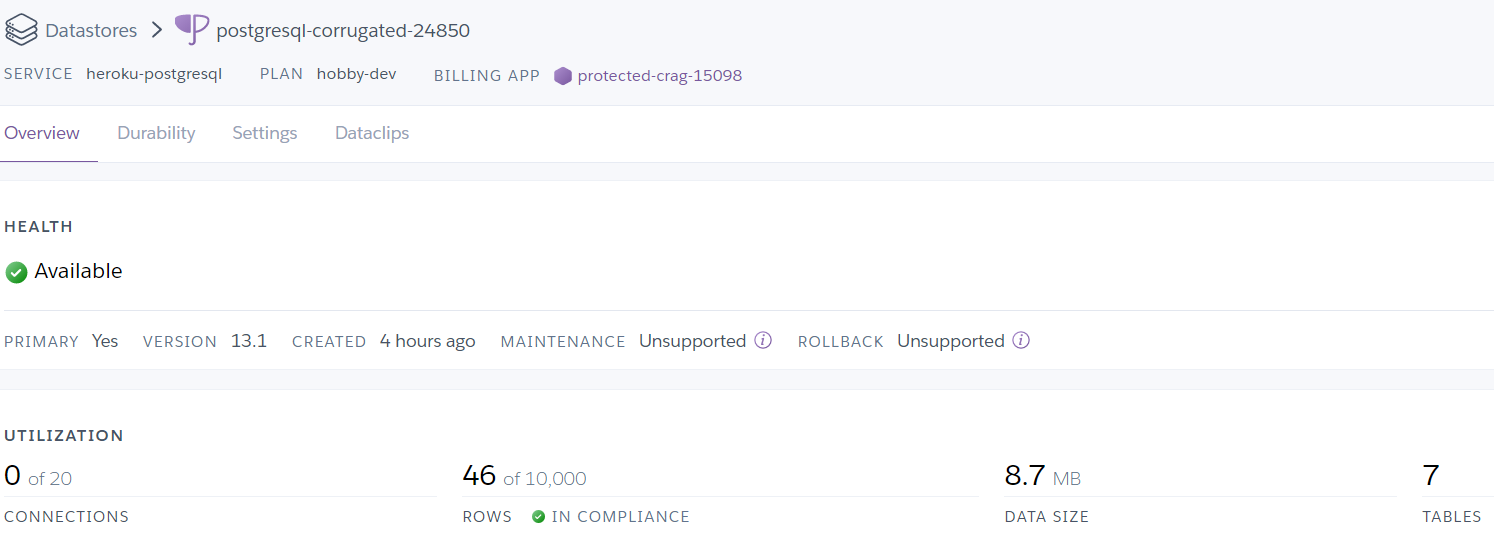 Datastores > postgresql-corrugated-24850
SERVICE heroku-postgresql PLAN hobby-dev BILLING APP protected-crag-15098
Overview Durability Settings Dataclips
HEALTH
Available
PRIMARY Yes VERSION 13.1 CREATED 4 hours ago MAINTENANCE Unsupported ROLLBACK Unsupported
UTILIZATION
0 of 20 46 of 10,000 8.7 MB 7
CONNECTIONS ROWS IN COMPLIANCE DATA SIZE TABLES